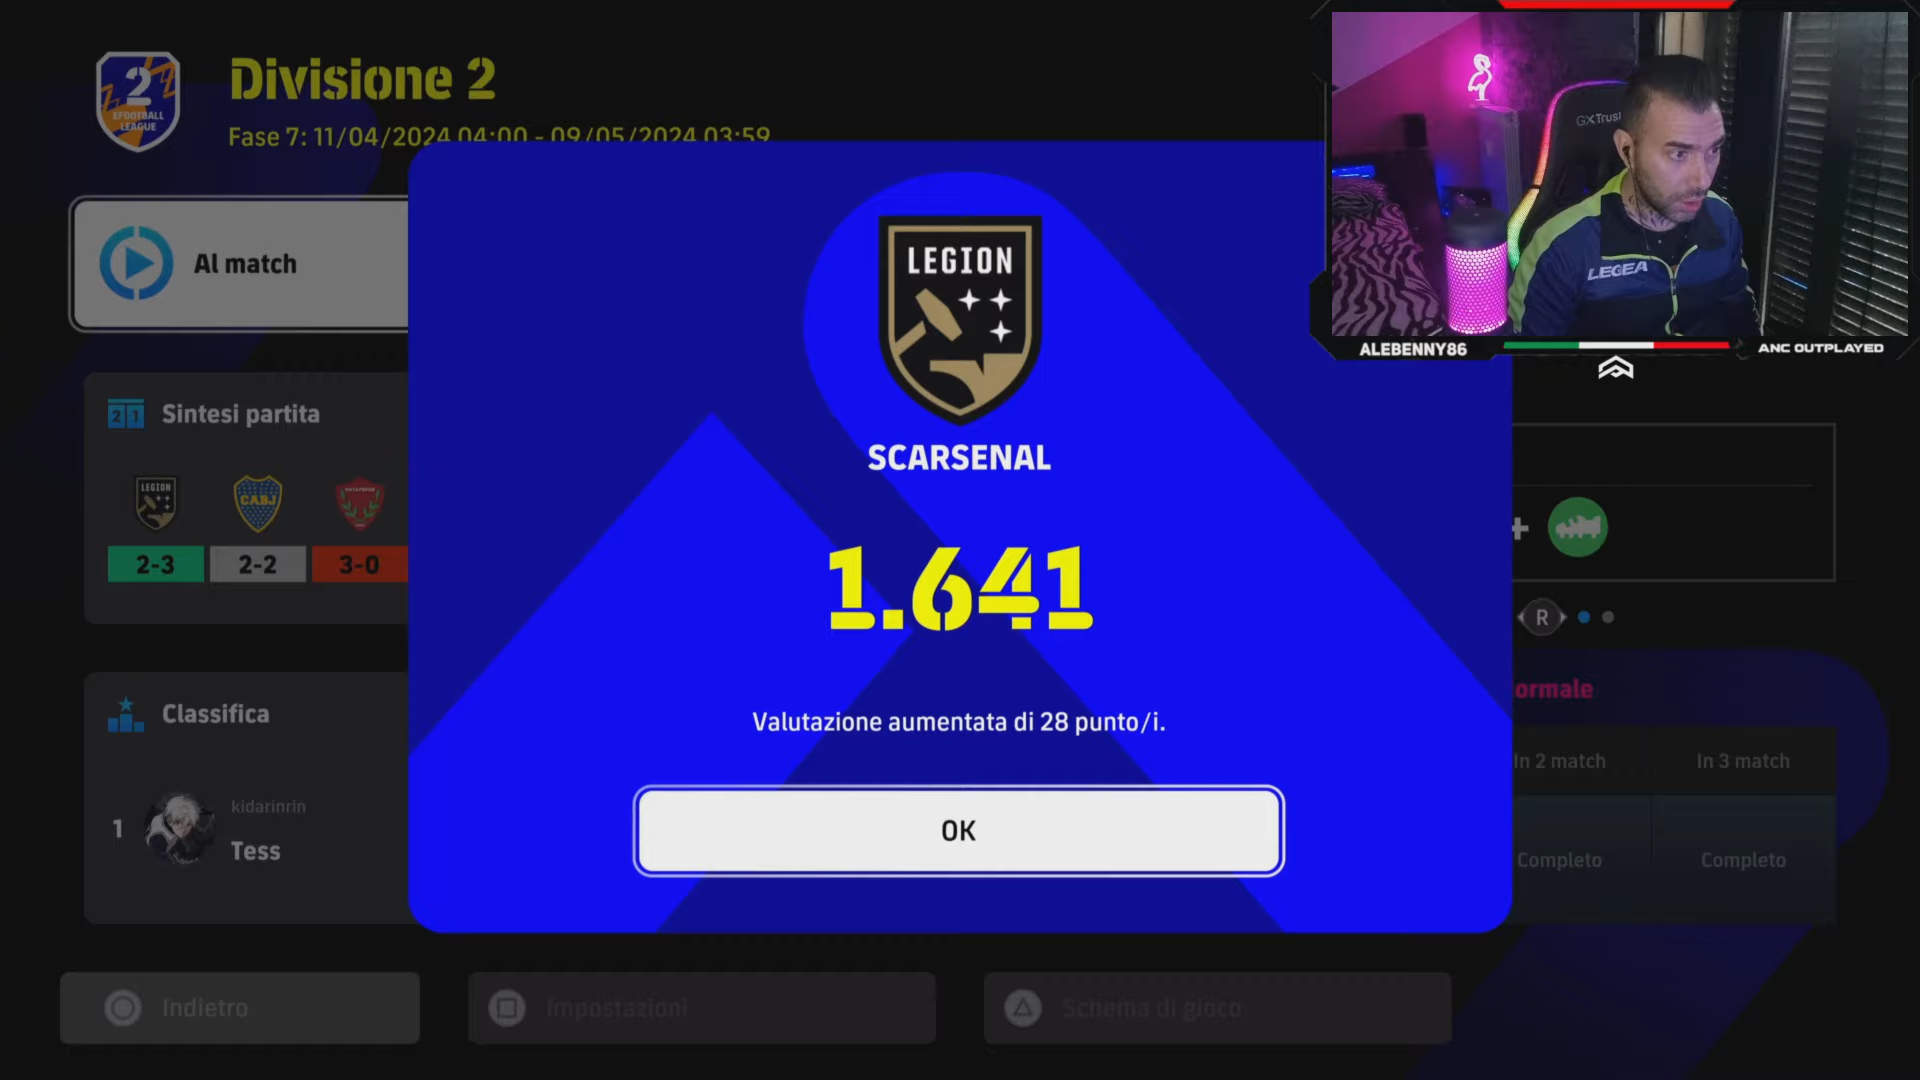 2
EFOOTBALL
LEAGUE
Divisione 2
Fase 7: 11/04/2024 04:00 - 09/05/2024 03:59
Al match
21
Sintesi partita
LEGION
CABJ
2-3
2-2
3-0
Classifica
1
kidarinrin
Tess
LEGION
SCARSENAL
1.641
Valutazione aumentata di 28 punto/i.
OK
GXTrust
LEGEA
ALEBENNY86
ANC OUTPLAYED
+
R
ormale
In 2 match
In 3 match
Completo
Completo
Indietro
Impostazioni
Schema di gioco